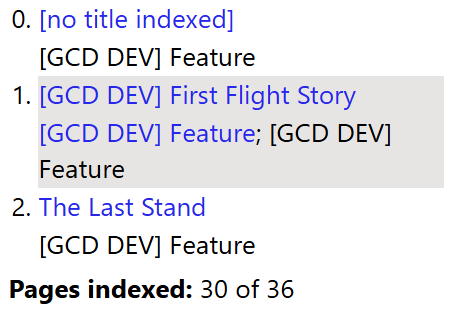 0. [no title indexed]
[GCD DEV] Feature
1. [GCD DEV] First Flight Story
[GCD DEV] Feature; [GCD DEV]
Feature
2. The Last Stand
[GCD DEV] Feature
Pages indexed: 30 of 36